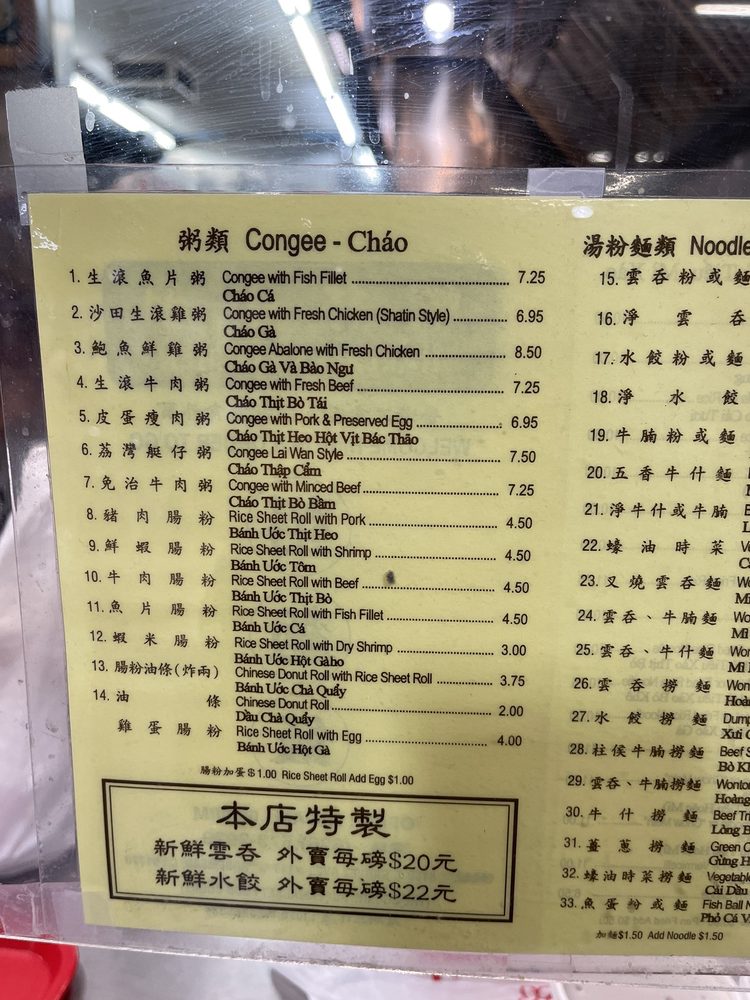 粥類 Congee - Cháo
1. 生滾魚片粥 Congee with Fish Fillet 7.25
Cháo Cá
2. 沙田生滾雞粥 Congee with Fresh Chicken (Shatin Style) 6.95
Cháo Gà
3. 鮑魚鮮雞粥 Congee Abalone with Fresh Chicken 8.50
Cháo Gà Và Bào Ngư
4. 生滾牛肉粥 Congee with Fresh Beef 7.25
Cháo Thịt Bò Tái
5. 皮蛋瘦肉粥 Congee with Pork & Preserved Egg 6.95
Cháo Thịt Heo Hột Vịt Bác Thão
6. 荔灣艇仔粥 Congee Lai Wan Style 7.50
Cháo Thập Cẩm
7. 免治牛肉粥 Congee with Minced Beef 7.25
Cháo Thịt Bò Bằm
8. 豬肉腸粉 Rice Sheet Roll with Pork 4.50
Bánh Ướt Thịt Heo
9. 鮮蝦腸粉 Rice Sheet Roll with Shrimp 4.50
Bánh Ướt Tôm
10. 牛肉腸粉 Rice Sheet Roll with Beef 4.50
Bánh Ướt Thịt Bò
11. 魚片腸粉 Rice Sheet Roll with Fish Fillet 4.50
Bánh Ướt Cá
12. 蝦米腸粉 Rice Sheet Roll with Dry Shrimp 3.00
Bánh Ướt Hột Gàho
13. 腸粉油條(炸兩) Chinese Donut Roll with Rice Sheet Roll 3.75
Bánh Ướt Chà Quẩy
14. 油條 Chinese Donut Roll 2.00
Dầu Chà Quẩy
雞蛋腸粉 Rice Sheet Roll with Egg 4.00
Bánh Ướt Hột Gà
腸粉加蛋$1.00 Rice Sheet Roll Add Egg $1.00
本店特製
新鮮雲吞 外賣每磅$20元
新鮮水餃 外賣每磅$22元
湯粉麵類 Noodle
15. 雲吞粉或麵
16. 淨雲吞
17. 水餃粉或麵
18. 淨水餃
19. 牛腩粉或麵
20. 五香牛什麵
21. 淨牛什或牛腩
22. 蠔油時菜
23. 叉燒雲吞麵
24. 雲吞、牛腩麵
Mì
25. 雲吞、牛什麵
26. 雲吞撈麵
27. 水餃撈麵
28. 柱侯牛腩撈麵 Beef
29. 雲吞、牛腩撈麵
30. 牛什撈麵 Beef
31. 薑蔥撈麵 Green
32. 蠔油時菜撈麵 Vegetable
Cải Dầu
33. 魚蛋粉或麵 Fish Ball
Phở Cá
加麵$1.50 Add Noodle $1.50